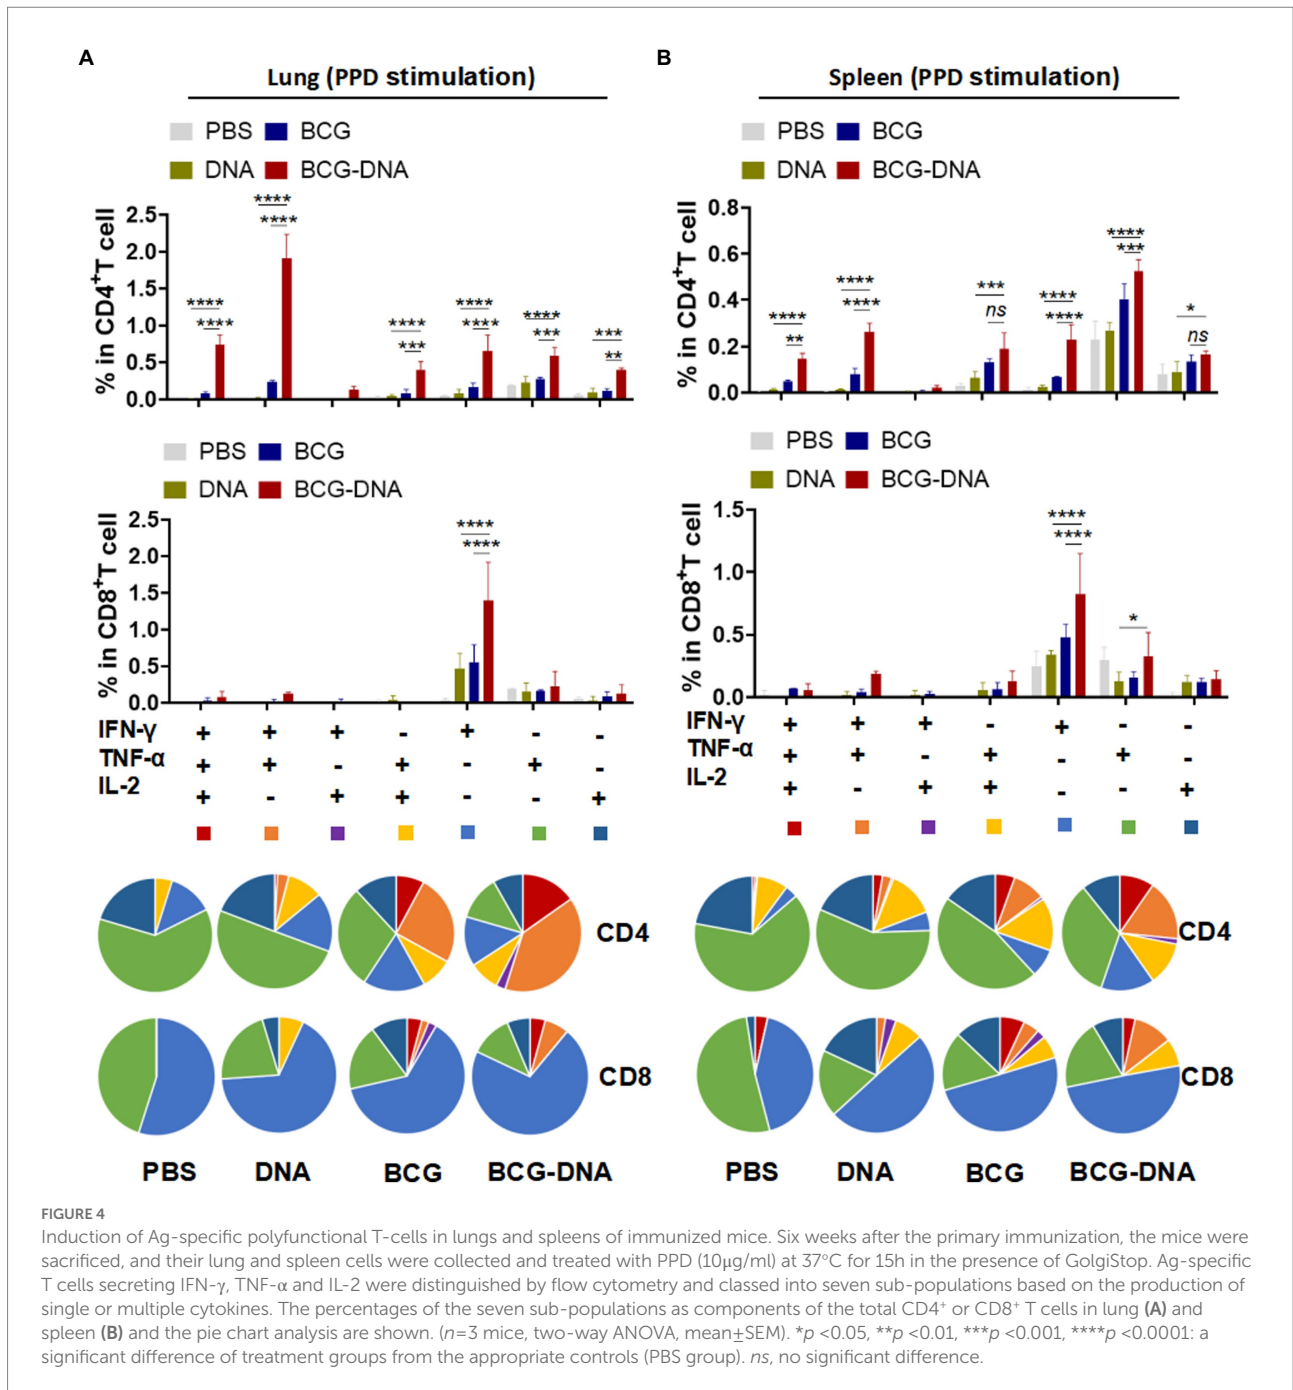 A
Lung (PPD stimulation)
PBS BCG
DNA BCG-DNA
% in CD4+T cell
2.5
2.0
1.5
1.0
0.5
0.0
**** ****
**** ****
**** ***
**** ****
**** ***
*** **
PBS BCG
DNA BCG-DNA
% in CD8+T cell
2.5
2.0
1.5
1.0
0.5
0.0
****
****
IFN-γ + + + - + - -
TNF-α + + - + - + -
IL-2 + - + + - - +
CD4
CD8
PBS DNA BCG BCG-DNA
B
Spleen (PPD stimulation)
PBS BCG
DNA BCG-DNA
% in CD4+T cell
0.8
0.6
0.4
0.2
0.0
**** **
**** ****
*** ns
**** ****
**** ***
* ns
PBS BCG
DNA BCG-DNA
% in CD8+T cell
1.5
1.0
0.5
0.0
****
****
*
IFN-γ + + + - + - -
TNF-α + + - + - + -
IL-2 + - + + - - +
CD4
CD8
PBS DNA BCG BCG-DNA
FIGURE 4
Induction of Ag-specific polyfunctional T-cells in lungs and spleens of immunized mice. Six weeks after the primary immunization, the mice were
sacrificed, and their lung and spleen cells were collected and treated with PPD (10μg/ml) at 37°C for 15h in the presence of GolgiStop. Ag-specific
T cells secreting IFN-γ, TNF-α and IL-2 were distinguished by flow cytometry and classed into seven sub-populations based on the production of
single or multiple cytokines. The percentages of the seven sub-populations as components of the total CD4+ or CD8+ T cells in lung (A) and
spleen (B) and the pie chart analysis are shown. (n=3 mice, two-way ANOVA, mean±SEM). *p <0.05, **p <0.01, ***p <0.001, ****p <0.0001: a
significant difference of treatment groups from the appropriate controls (PBS group). ns, no significant difference.